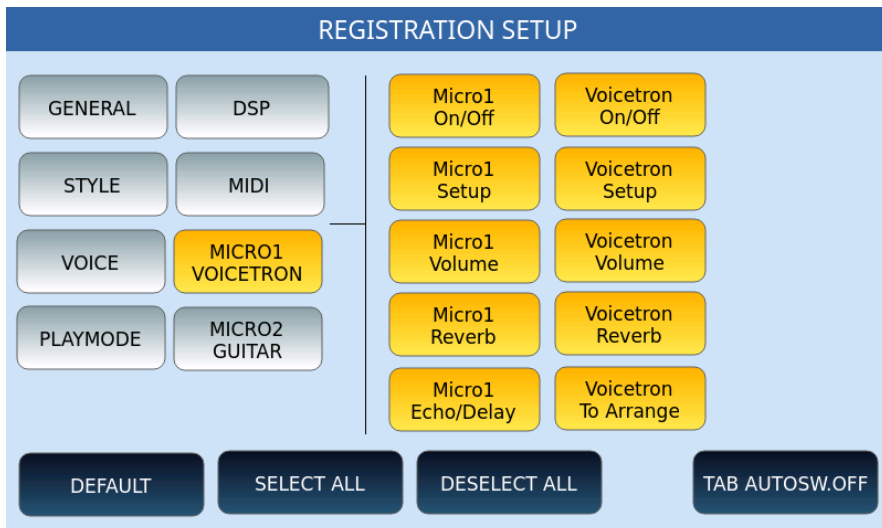 REGISTRATION SETUP
GENERAL
DSP
STYLE
MIDI
VOICE
MICRO1
VOICETRON
PLAYMODE
MICRO2
GUITAR
Micro1
On/Off
Voicetron
On/Off
Micro1
Setup
Voicetron
Setup
Micro1
Volume
Voicetron
Volume
Micro1
Reverb
Voicetron
Reverb
Micro1
Echo/Delay
Voicetron
To Arrange
DEFAULT
SELECT ALL
DESELECT ALL
TAB AUTOSW.OFF